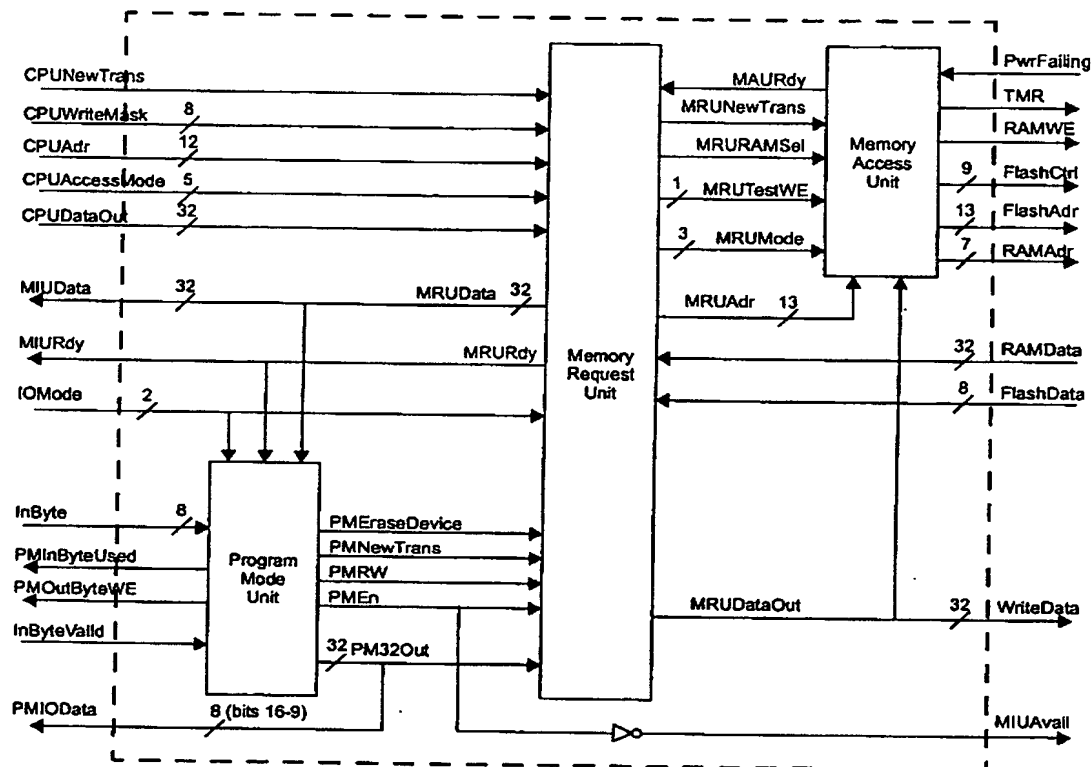 CPUNewTrans
CPUWriteMask
8
CPUAdr
12
CPUAccessMode
5
CPUDataOut
32
MIUData
32
MRUData
32
MIURdy
MRURdy
IOMode
2
InByte
8
PMInByteUsed
PMOutByteWE
InByteValid
PMIOData
8 (bits 16-9)
Program
Mode
Unit
PMEraseDevice
PMNewTrans
PMRW
PMEn
32
PM32Out
Memory
Request
Unit
MAURdy
MRUNewTrans
MRURAMSel
1
MRUTestWE
3
MRUMode
MRUAdr
13
Memory
Access
Unit
PwrFailing
TMR
RAMWE
9
FlashCtrl
13
FlashAdr
7
RAMAdr
32
RAMData
8
FlashData
MRUDataOut
32
WriteData
MIUAvail